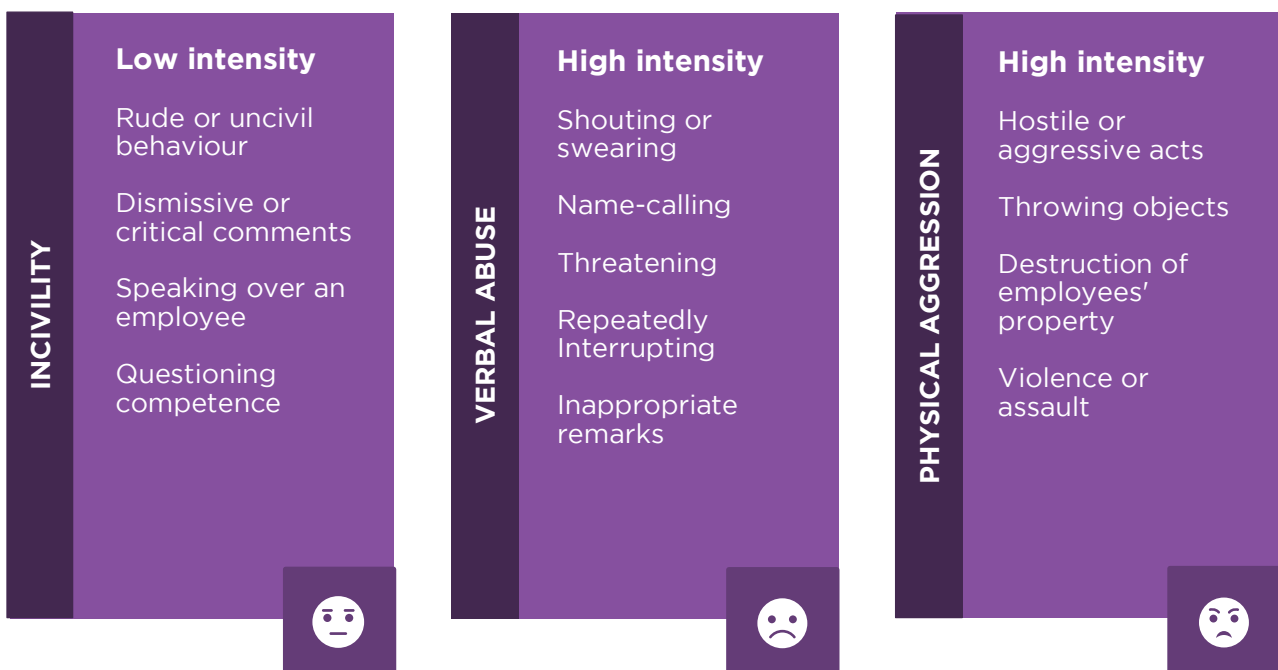 INCIVILITY
Low intensity
Rude or uncivil
behaviour
Dismissive or
critical comments
Speaking over an
employee
Questioning
competence
VERBAL ABUSE
High intensity
Shouting or
swearing
Name-calling
Threatening
Repeatedly
Interrupting
Inappropriate
remarks
PHYSICAL AGGRESSION
High intensity
Hostile or
aggressive acts
Throwing objects
Destruction of
employees'
property
Violence or
assault